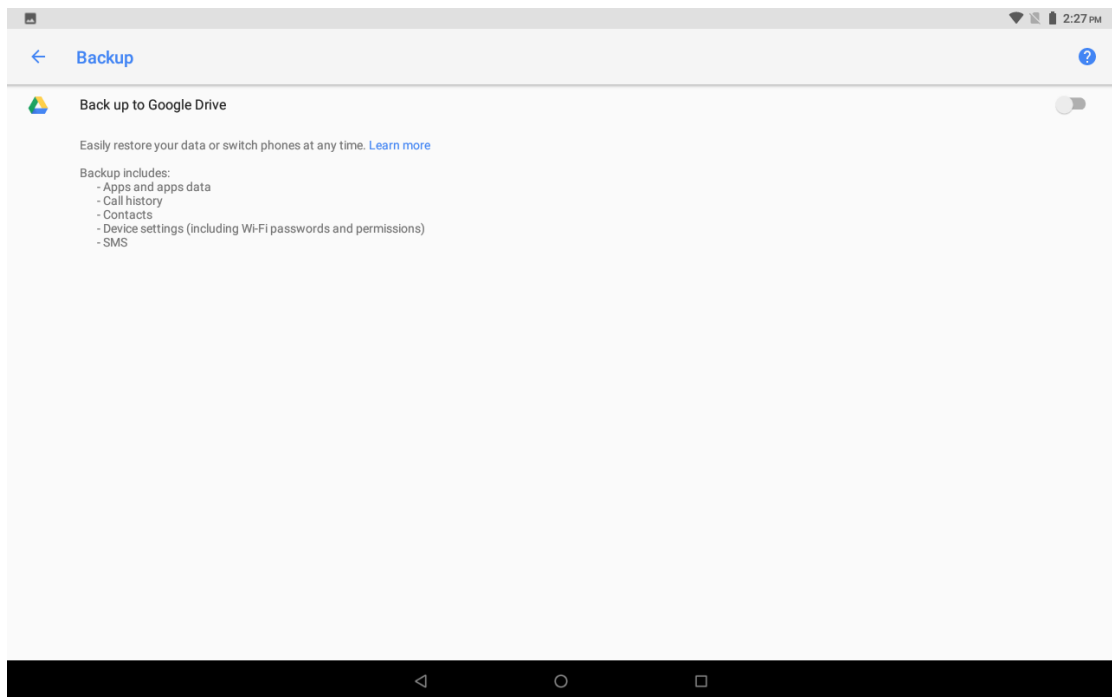 2:27 PM
Backup
?
Back up to Google Drive
Easily restore your data or switch phones at any time. Learn more
Backup includes:
- Apps and apps data
- Call history
- Contacts
- Device settings (including Wi-Fi passwords and permissions)
- SMS